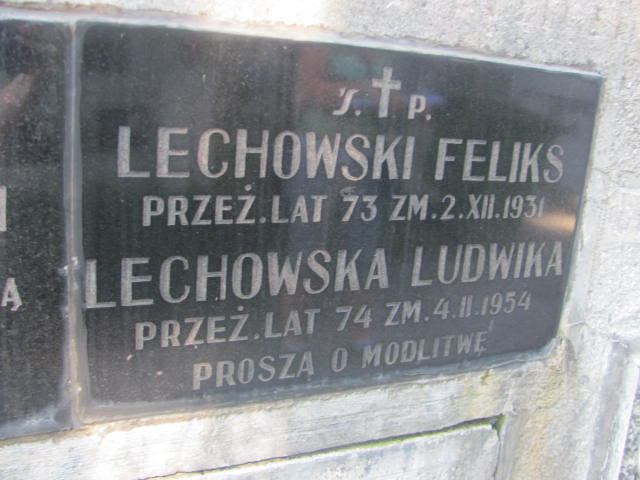 Ś. P.
LECHOWSKI FELIKS
PRZEŻ. LAT 73 ZM. 2. XII. 1931
LECHOWSKA LUDWIKA
PRZEŻ. LAT 74 ZM. 4. II. 1954
PROSZĄ O MODLITWĘ